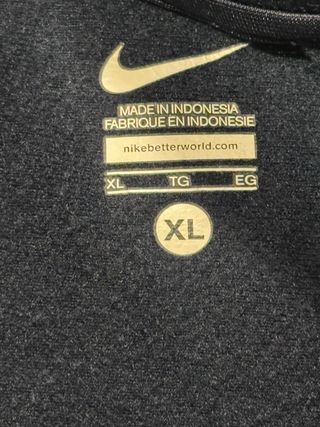 MADE IN INDONESIA
FABRIQUE EN INDONESIE
nikebetterworld.com
XL TG EG
XL